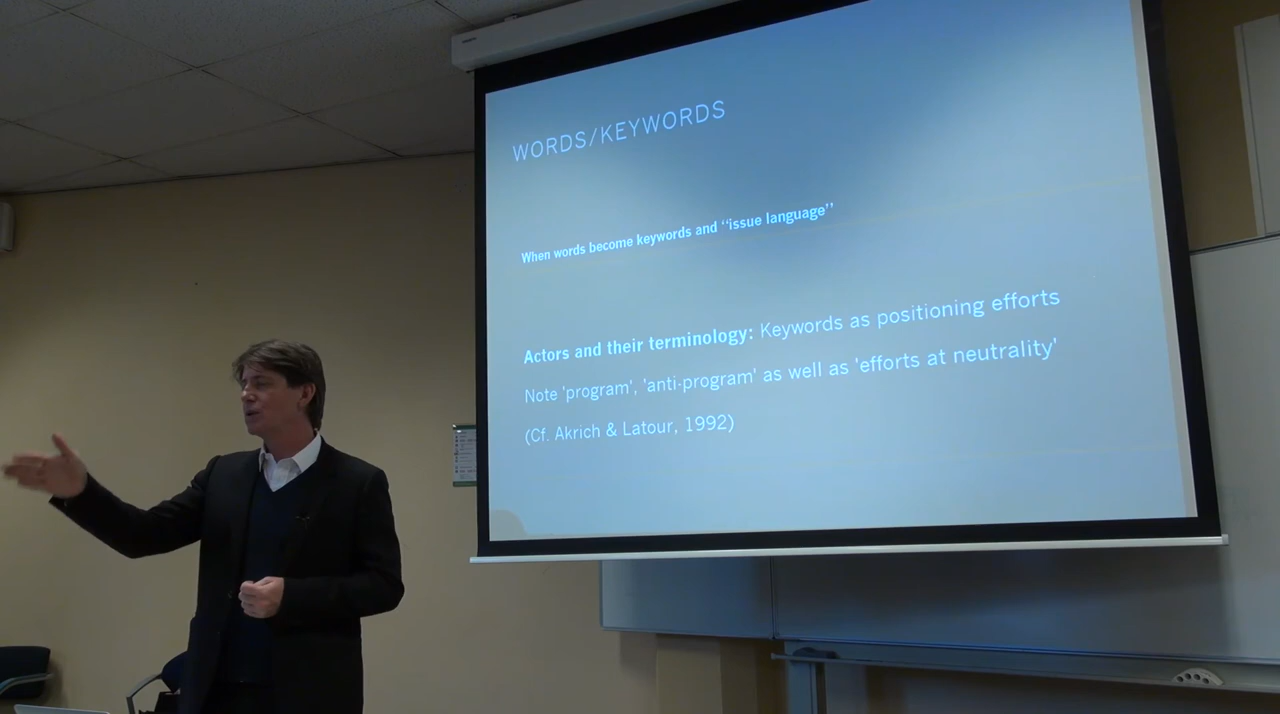 WORDS/KEYWORDS
When words become keywords and “issue language”
Actors and their terminology: Keywords as positioning efforts
Note 'program', 'anti-program' as well as 'efforts at neutrality'
(Cf. Akrich & Latour, 1992)